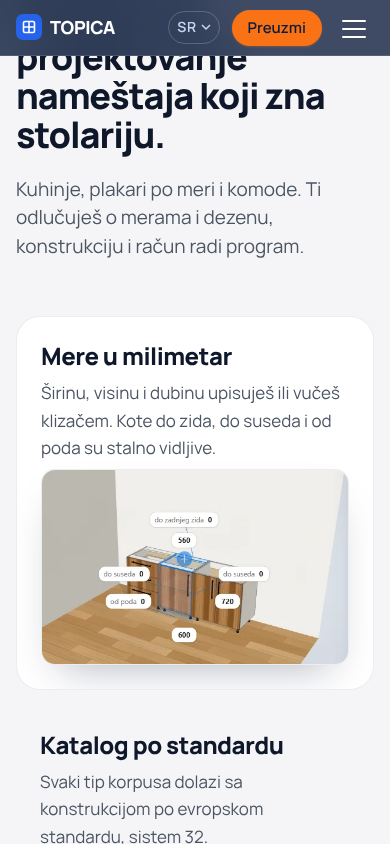 TOPICA
SR
Preuzmi
projektovanje
nameštaja koji zna
stolariju.
Kuhinje, plakari po meri i komode. Ti
odlučuješ o merama i dezenu,
konstrukciju i račun radi program.
Mere u milimetar
Širinu, visinu i dubinu upisuješ ili vučeš
klizačem. Kote do zida, do suseda i od
poda su stalno vidljive.
do zadnjeg zida 0
560
do suseda 0
do suseda 0
od poda 0
720
600
Katalog po standardu
Svaki tip korpusa dolazi sa
konstrukcijom po evropskom
standardu, sistem 32.